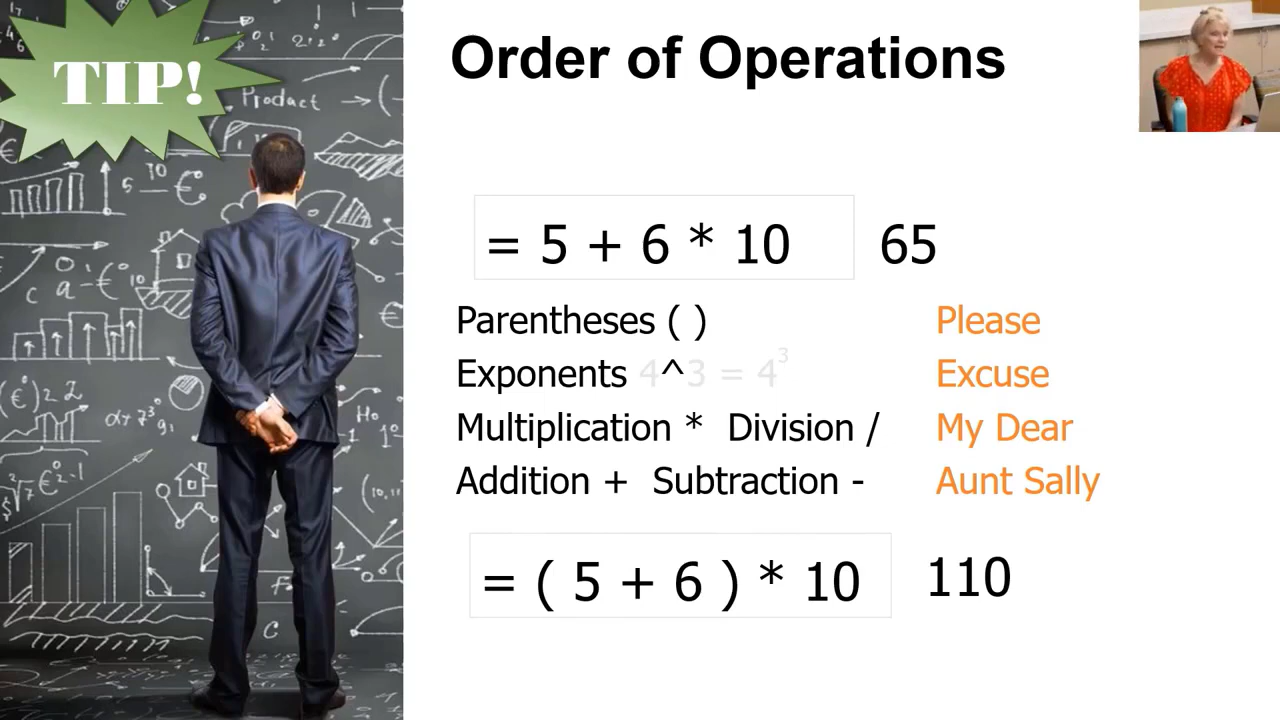 TIP!
Order of Operations
= 5 + 6 * 10 65
Parentheses ( ) Please
Exponents 4 ^ 3 = 4³ Excuse
Multiplication * Division / My Dear
Addition + Subtraction - Aunt Sally
= ( 5 + 6 ) * 10 110
Product